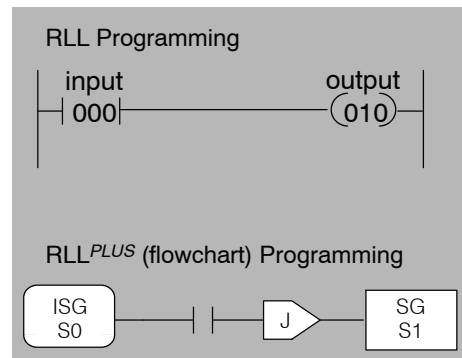 RLL Programming
input output
000 010
RLLPLUS (flowchart) Programming
ISG SG
S0 J S1